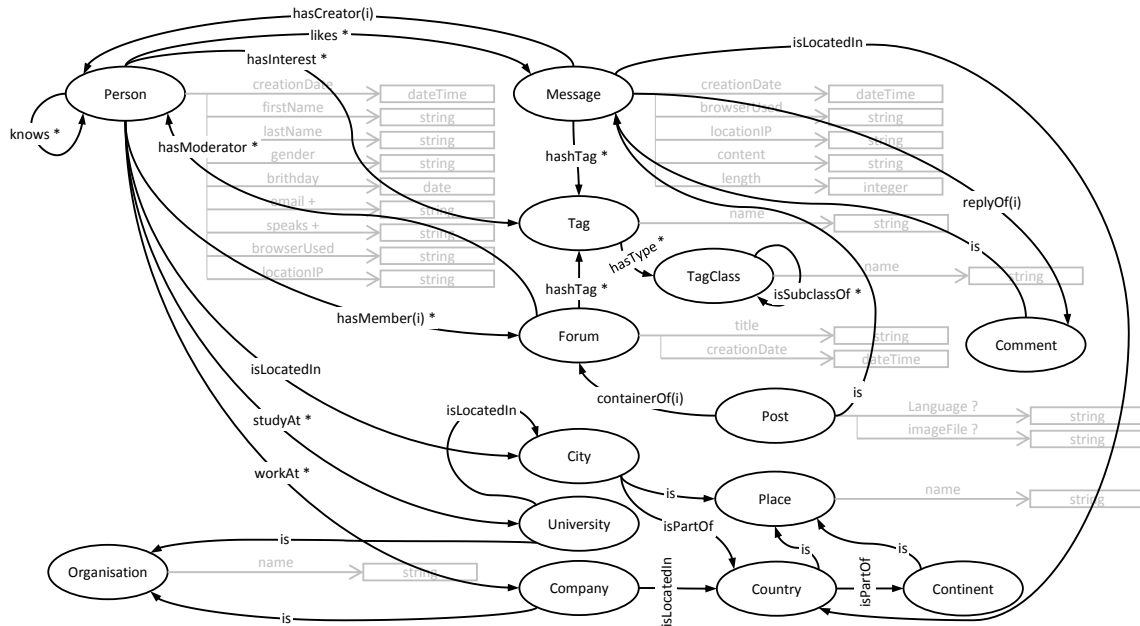 hasCreator(i)
likes *
isLocatedIn
hasInterest *
creationDate
creationDate
Person
dateTime
Message
dateTime
firstName
browserUsed
string
string
knows *
lastName
locationIP
hasModerator *
string
string
gender
content
hashTag *
string
string
brithday
length
date
integer
email +
replyOf(i)
string
name
Tag
string
speaks +
string
is
browserUsed
hasType *
string
TagClass
name
string
locationIP
string
hashTag *
isSubclassOf *
hasMember(i) *
title
Forum
string
Comment
creationDate
dateTime
isLocatedIn
containerOf(i)
is
isLocatedIn
Post
Language ?
string
studyAt *
imageFile ?
string
City
workAt *
is
Place
name
string
isPartOf
University
is
is
is
Organisation
name
string
Company
isLocatedIn
Country
isPartOf
Continent
is